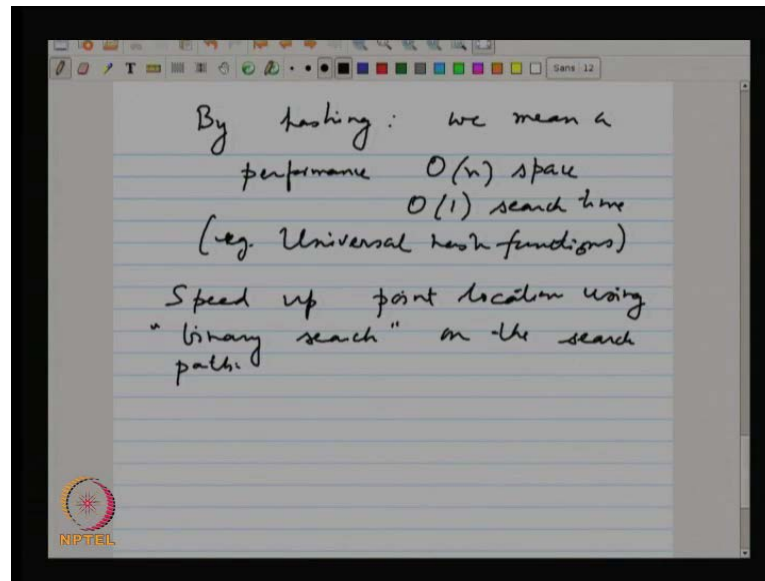 Sans 12
By hashing : we mean a
performance O(n) space
O(1) search time
(eg. Universal hash functions)
Speed up point location using
"binary search" on the search
path.
NPTEL